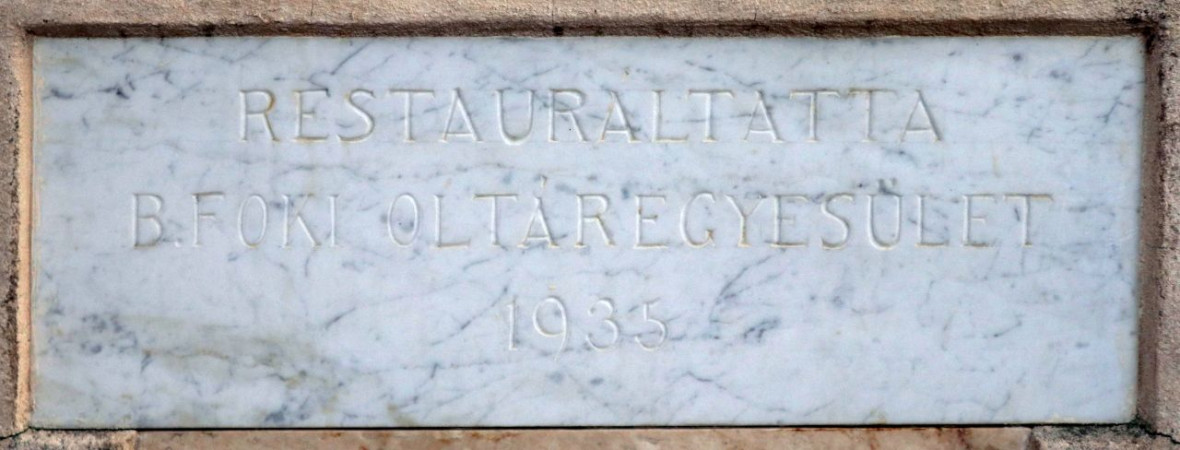 RESTAURALTATTA
B.FOKI OLTÁREGYESÜLET
1935